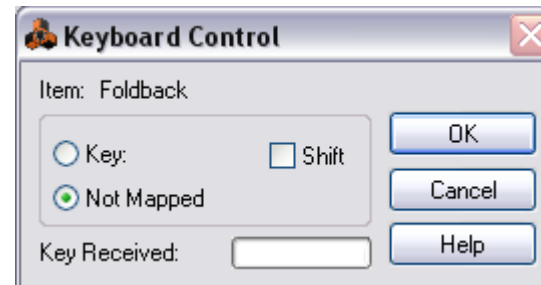 Keyboard Control
Item: Foldback
OK
Key: Shift
Cancel
Not Mapped
Help
Key Received: